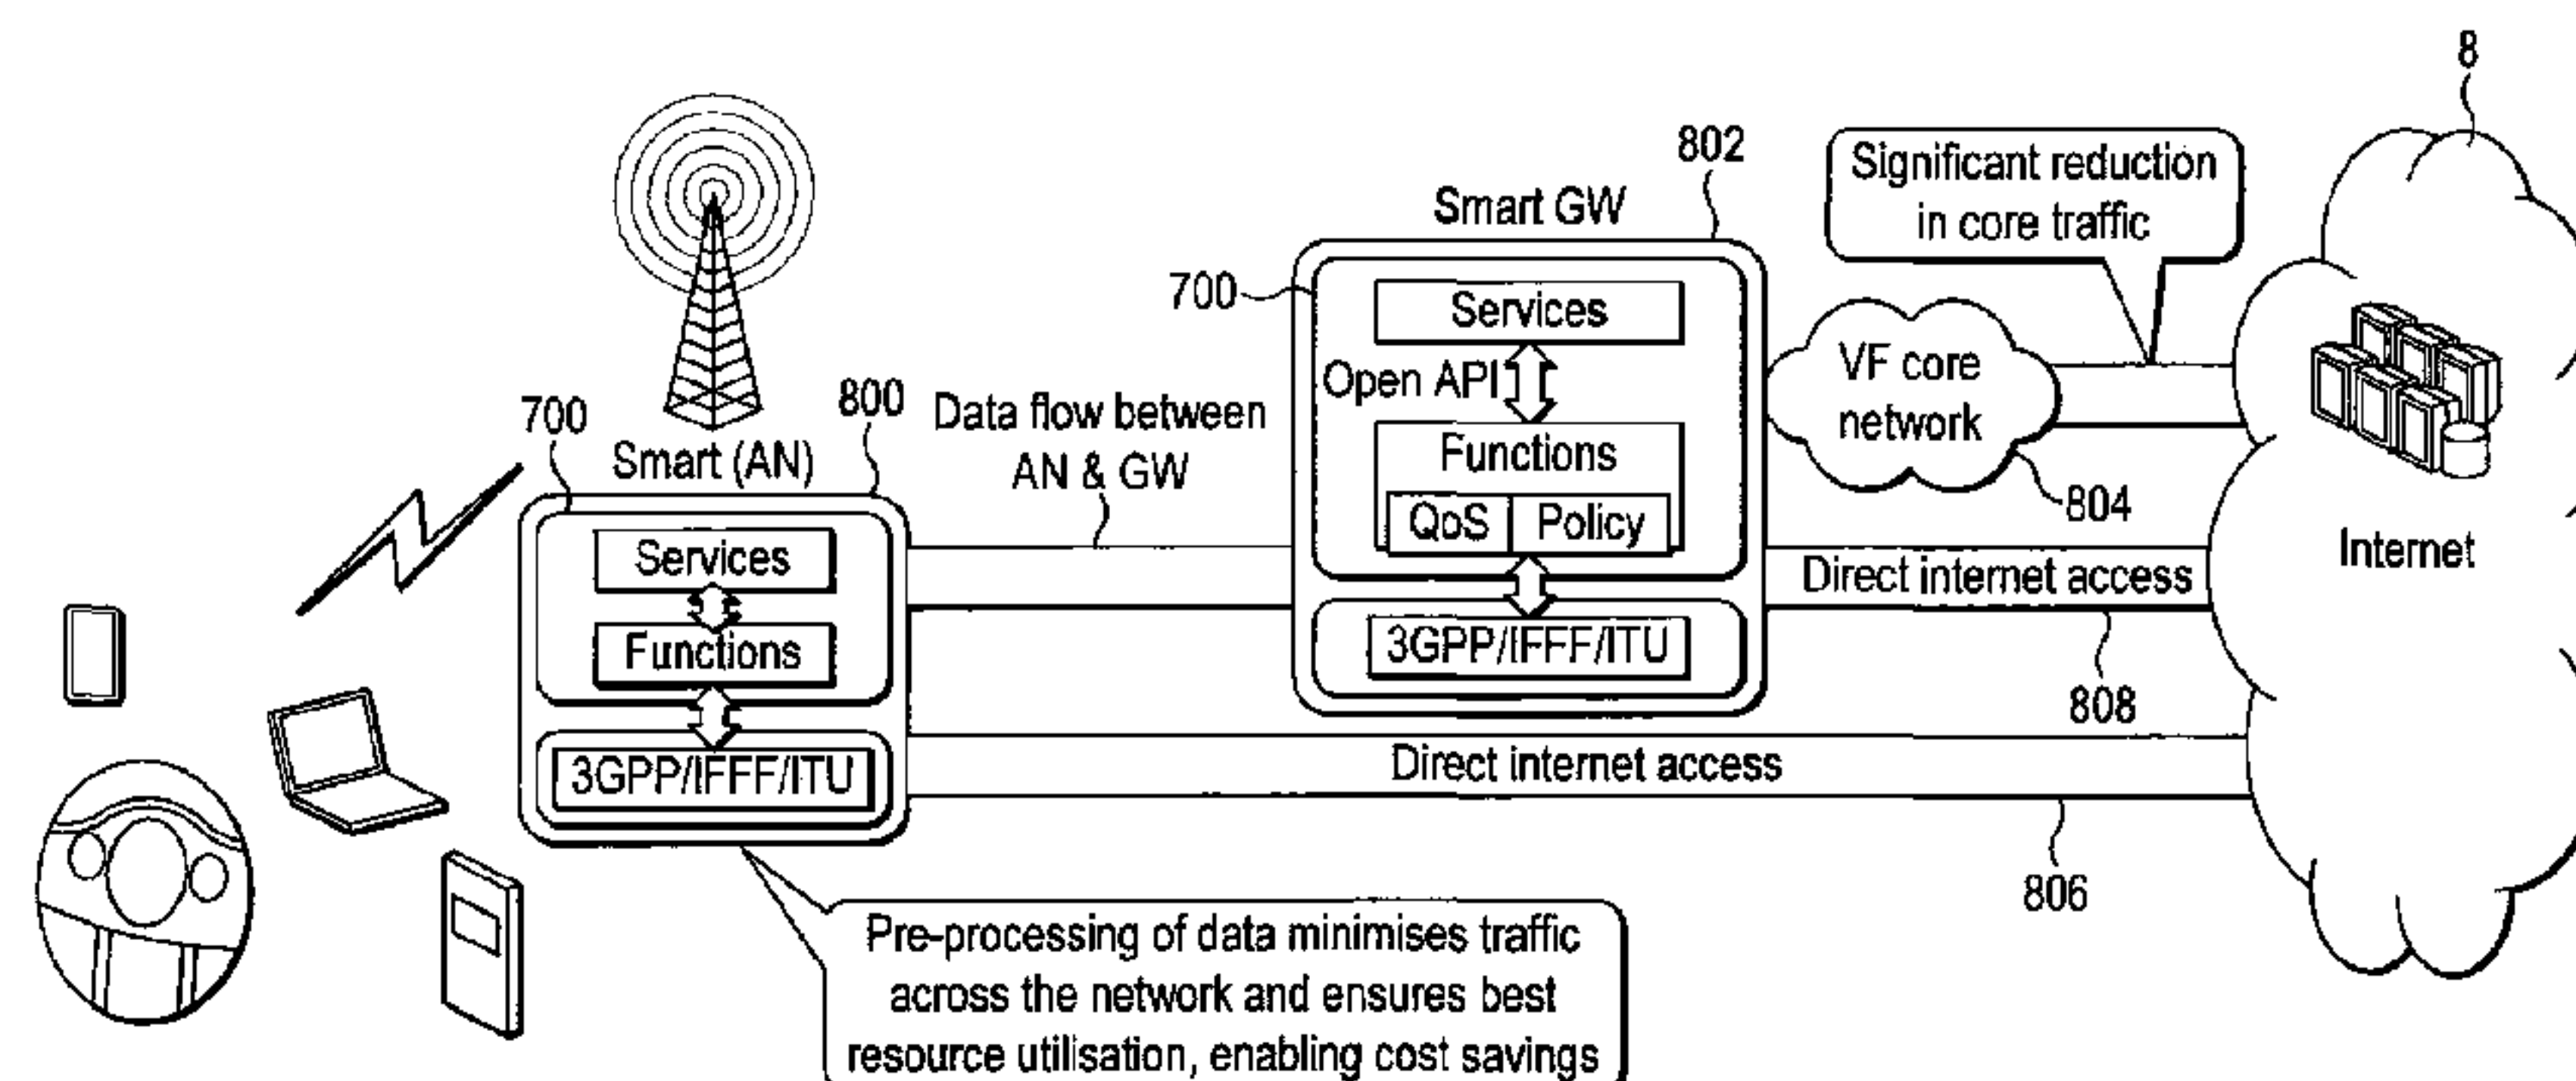 8
802
Significant reduction
in core traffic
Smart GW
700
Services
Open API
VF core
network
Functions
QoS
Policy
804
Internet
3GPP/IFFF/ITU
Direct internet access
808
700
800
Smart (AN)
Data flow between
AN & GW
Services
Functions
3GPP/IFFF/ITU
Direct internet access
806
Pre-processing of data minimises traffic
across the network and ensures best
resource utilisation, enabling cost savings